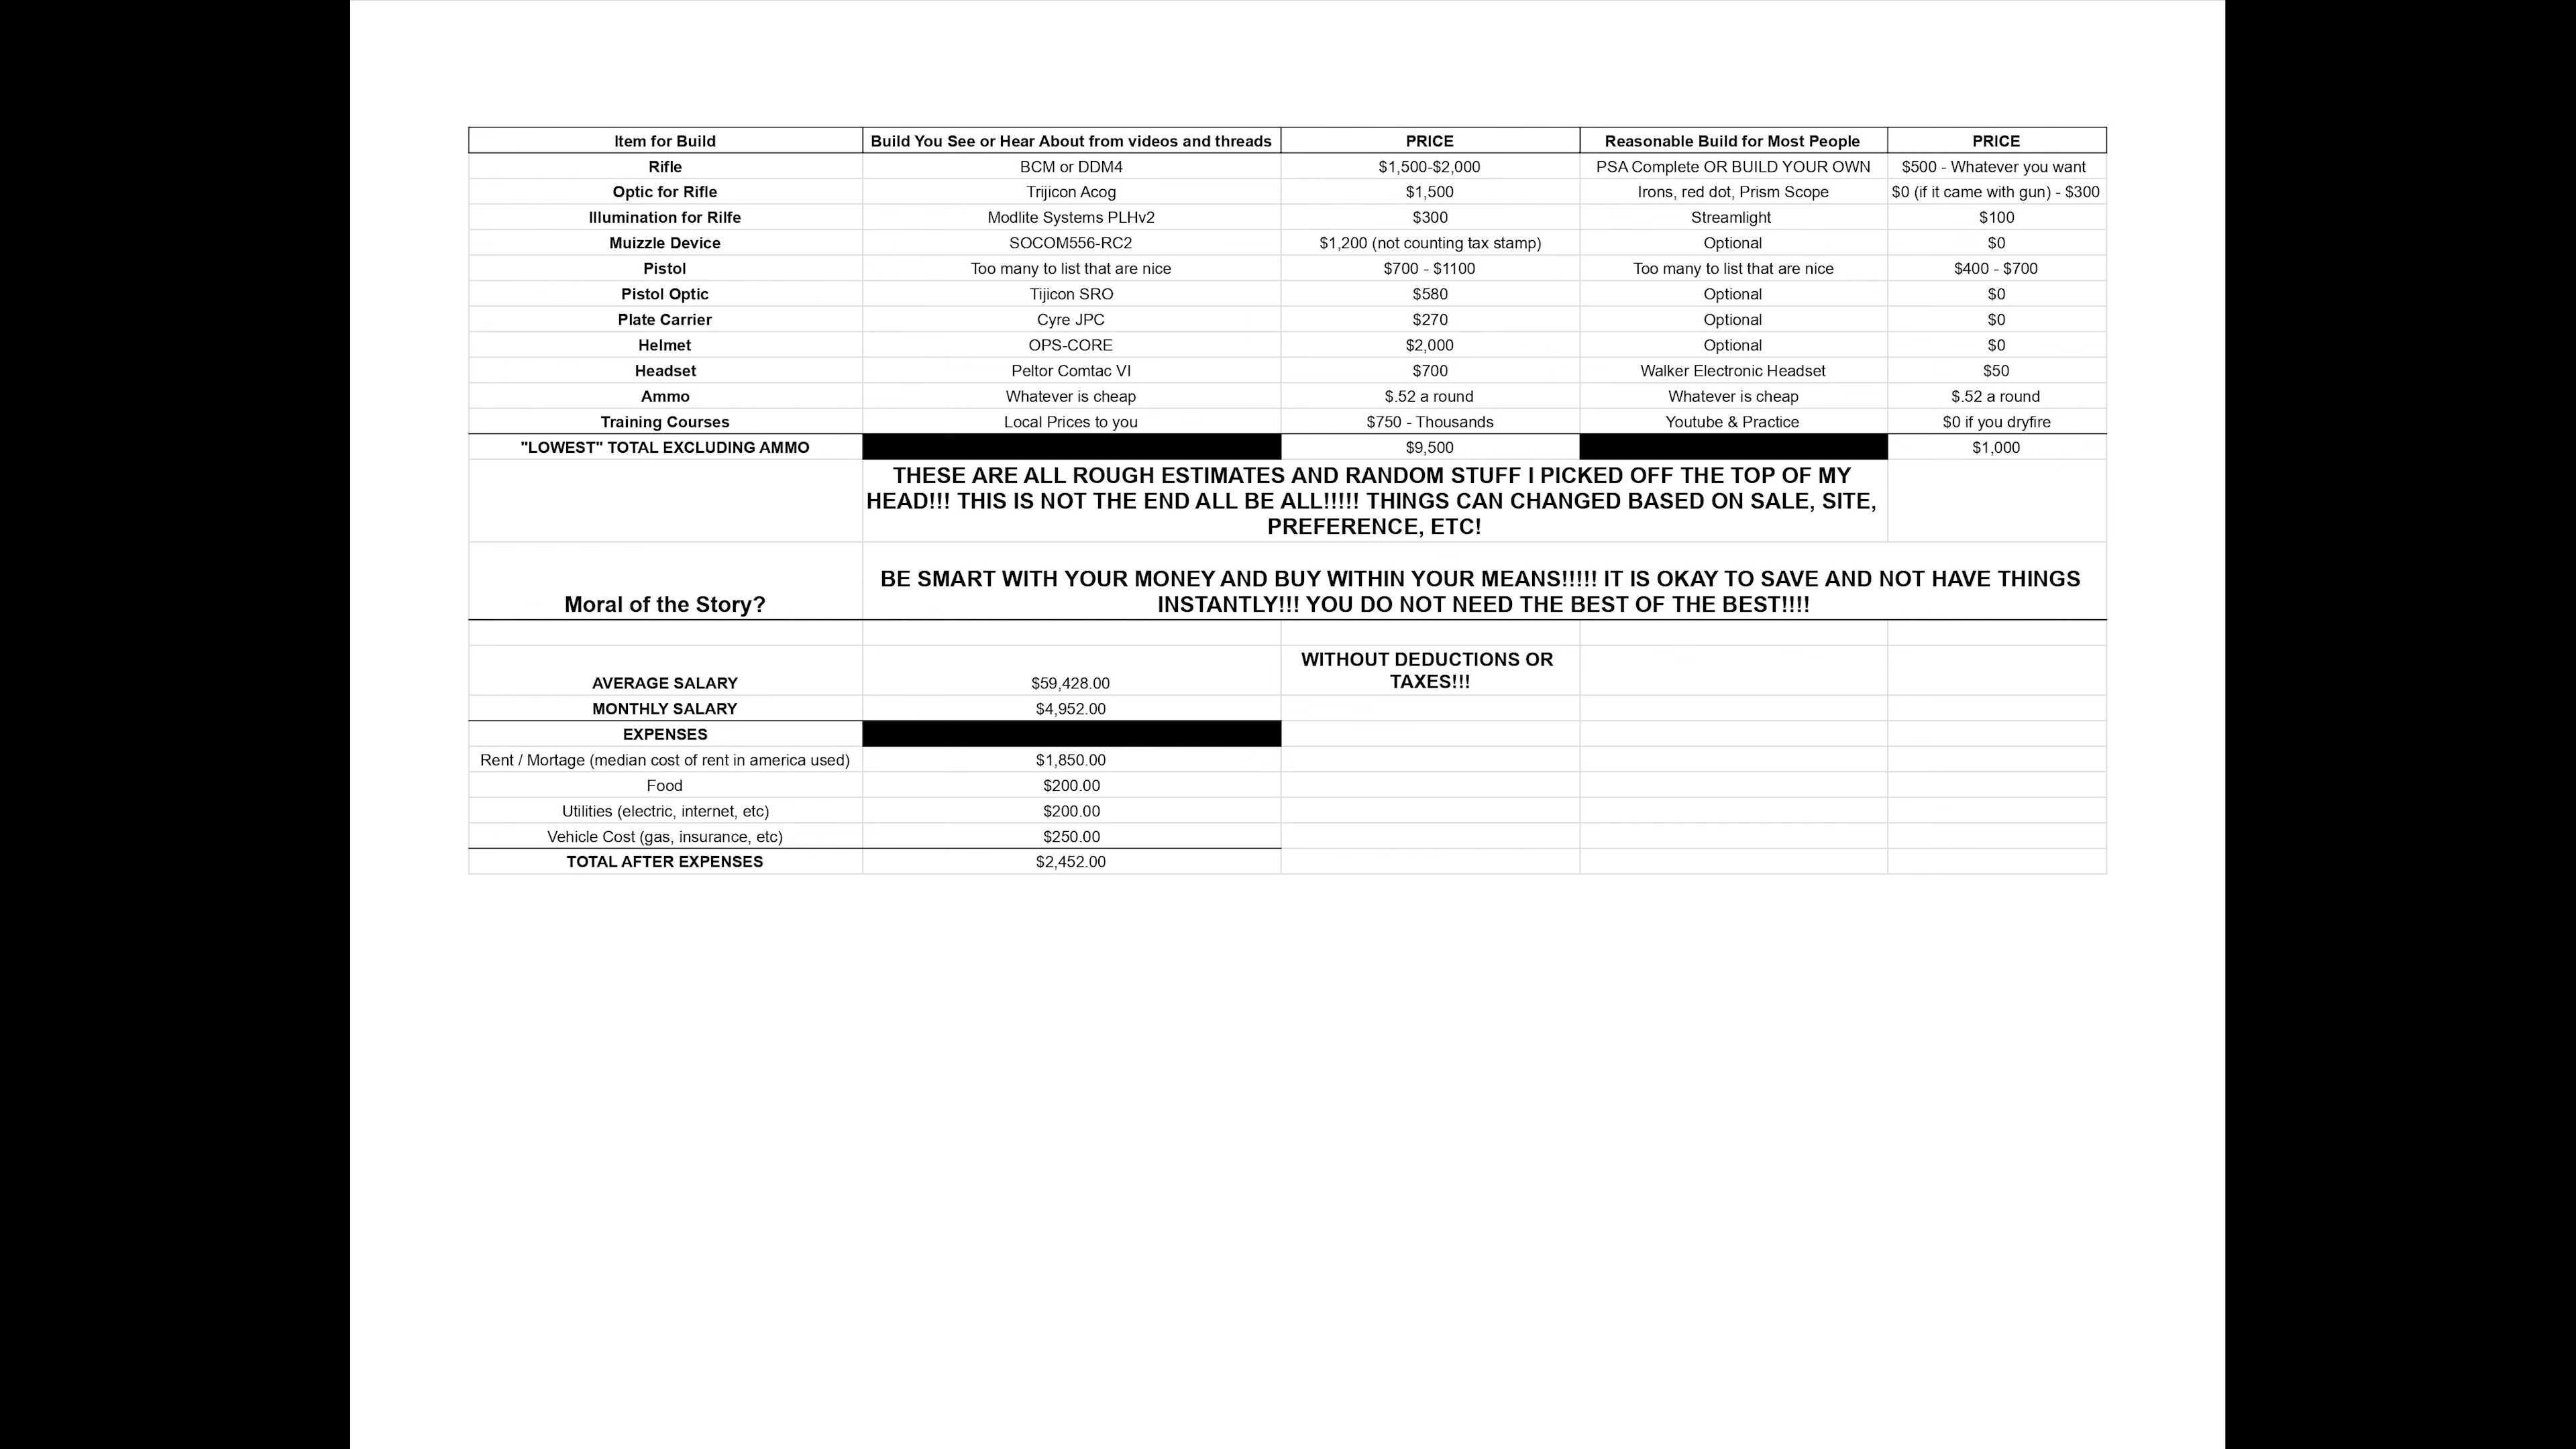 Item for Build Build You See or Hear About from videos and threads PRICE Reasonable Build for Most People PRICE
Rifle BCM or DDM4 $1,500-$2,000 PSA Complete OR BUILD YOUR OWN $500 - Whatever you want
Optic for Rifle Trijicon Acog $1,500 Irons, red dot, Prism Scope $0 (if it came with gun) - $300
Illumination for Rilfe Modlite Systems PLHv2 $300 Streamlight $100
Muizzle Device SOCOM556-RC2 $1,200 (not counting tax stamp) Optional $0
Pistol Too many to list that are nice $700 - $1100 Too many to list that are nice $400 - $700
Pistol Optic Tijicon SRO $580 Optional $0
Plate Carrier Cyre JPC $270 Optional $0
Helmet OPS-CORE $2,000 Optional $0
Headset Peltor Comtac VI $700 Walker Electronic Headset $50
Ammo Whatever is cheap $.52 a round Whatever is cheap $.52 a round
Training Courses Local Prices to you $750 - Thousands Youtube & Practice $0 if you dryfire
"LOWEST" TOTAL EXCLUDING AMMO $9,500 $1,000
THESE ARE ALL ROUGH ESTIMATES AND RANDOM STUFF I PICKED OFF THE TOP OF MY
HEAD!!! THIS IS NOT THE END ALL BE ALL!!!!! THINGS CAN CHANGED BASED ON SALE, SITE,
PREFERENCE, ETC!
BE SMART WITH YOUR MONEY AND BUY WITHIN YOUR MEANS!!!!! IT IS OKAY TO SAVE AND NOT HAVE THINGS
Moral of the Story? INSTANTLY!!! YOU DO NOT NEED THE BEST OF THE BEST!!!!
WITHOUT DEDUCTIONS OR
AVERAGE SALARY $59,428.00 TAXES!!!
MONTHLY SALARY $4,952.00
EXPENSES
Rent / Mortage (median cost of rent in america used) $1,850.00
Food $200.00
Utilities (electric, internet, etc) $200.00
Vehicle Cost (gas, insurance, etc) $250.00
TOTAL AFTER EXPENSES $2,452.00